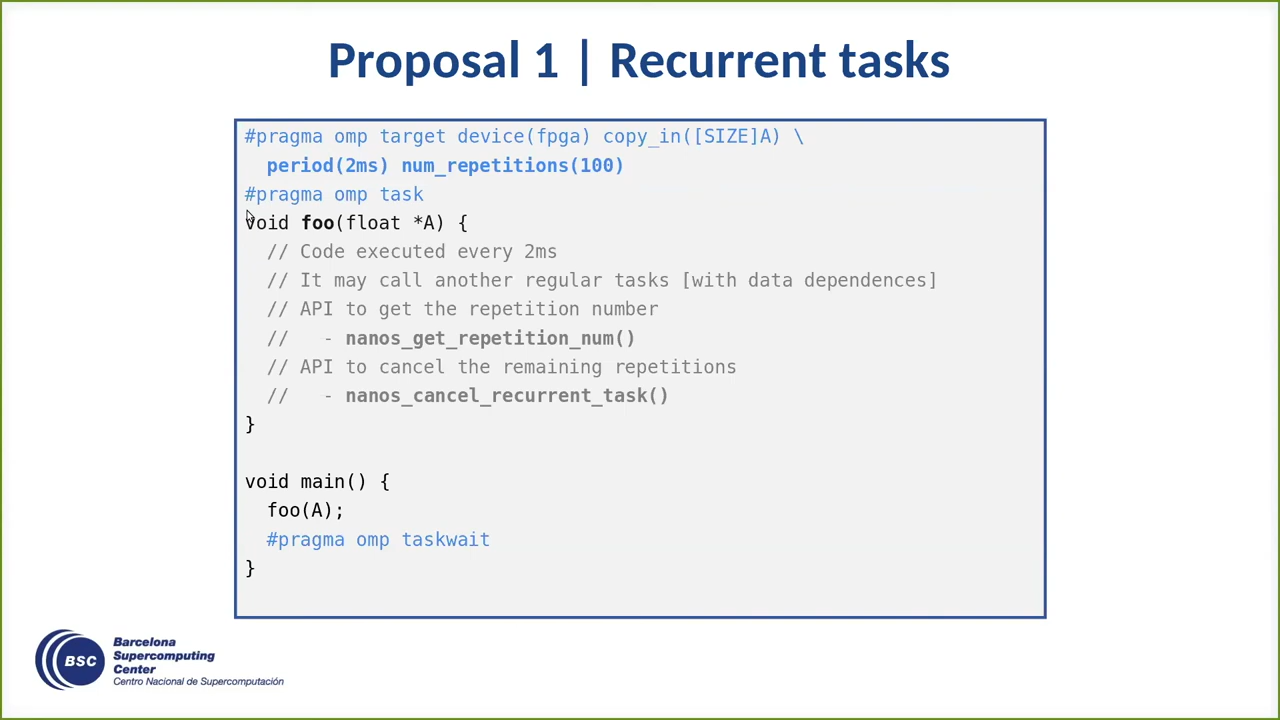 Proposal 1 | Recurrent tasks
#pragma omp target device(fpga) copy_in([SIZE]A) \
period(2ms) num_repetitions(100)
#pragma omp task
void foo(float *A) {
// Code executed every 2ms
// It may call another regular tasks [with data dependences]
// API to get the repetition number
//   - nanos_get_repetition_num()
// API to cancel the remaining repetitions
//   - nanos_cancel_recurrent_task()
}
void main() {
foo(A);
#pragma omp taskwait
}
BSC
Barcelona
Supercomputing
Center
Centro Nacional de Supercomputación